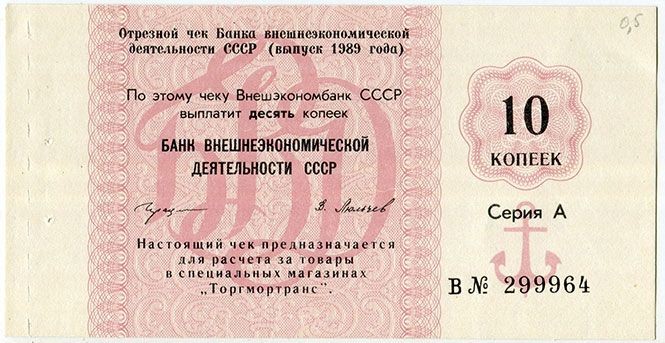 Отрезной чек Банка внешнеэкономической
деятельности СССР (выпуск 1989 года)
По этому чеку Внешэкономбанк СССР
выплатит десять копеек
БАНК ВНЕШНЕЭКОНОМИЧЕСКОЙ
ДЕЯТЕЛЬНОСТИ СССР
В. Люльчев
Настоящий чек предназначается
для расчета за товары
в специальных магазинах
„Торгмортранс".
0,5
10
КОПЕЕК
Серия А
В № 299964